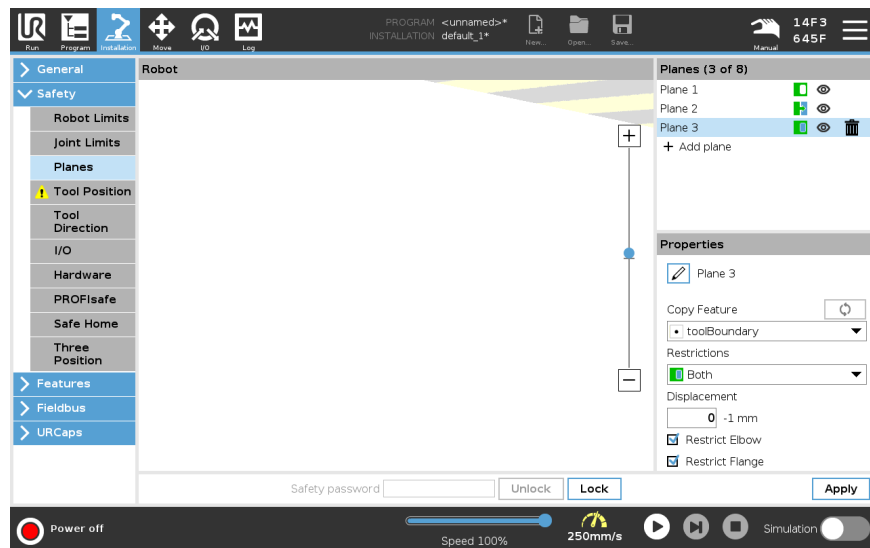 PROGRAM <unnamed>*
INSTALLATION default_1*
Run Program Installation Move I/O Log
New... Open... Save...
Manual
14F3
645F
General
Safety
Robot Limits
Joint Limits
Planes
Tool Position
Tool
Direction
I/O
Hardware
PROFIsafe
Safe Home
Three
Position
Features
Fieldbus
URCaps
Robot
Planes (3 of 8)
Plane 1
Plane 2
Plane 3
+ Add plane
Properties
Plane 3
Copy Feature
toolBoundary
Restrictions
Both
Displacement
0 -1 mm
Restrict Elbow
Restrict Flange
Safety password Unlock Lock Apply
Power off
Speed 100%
250mm/s
Simulation